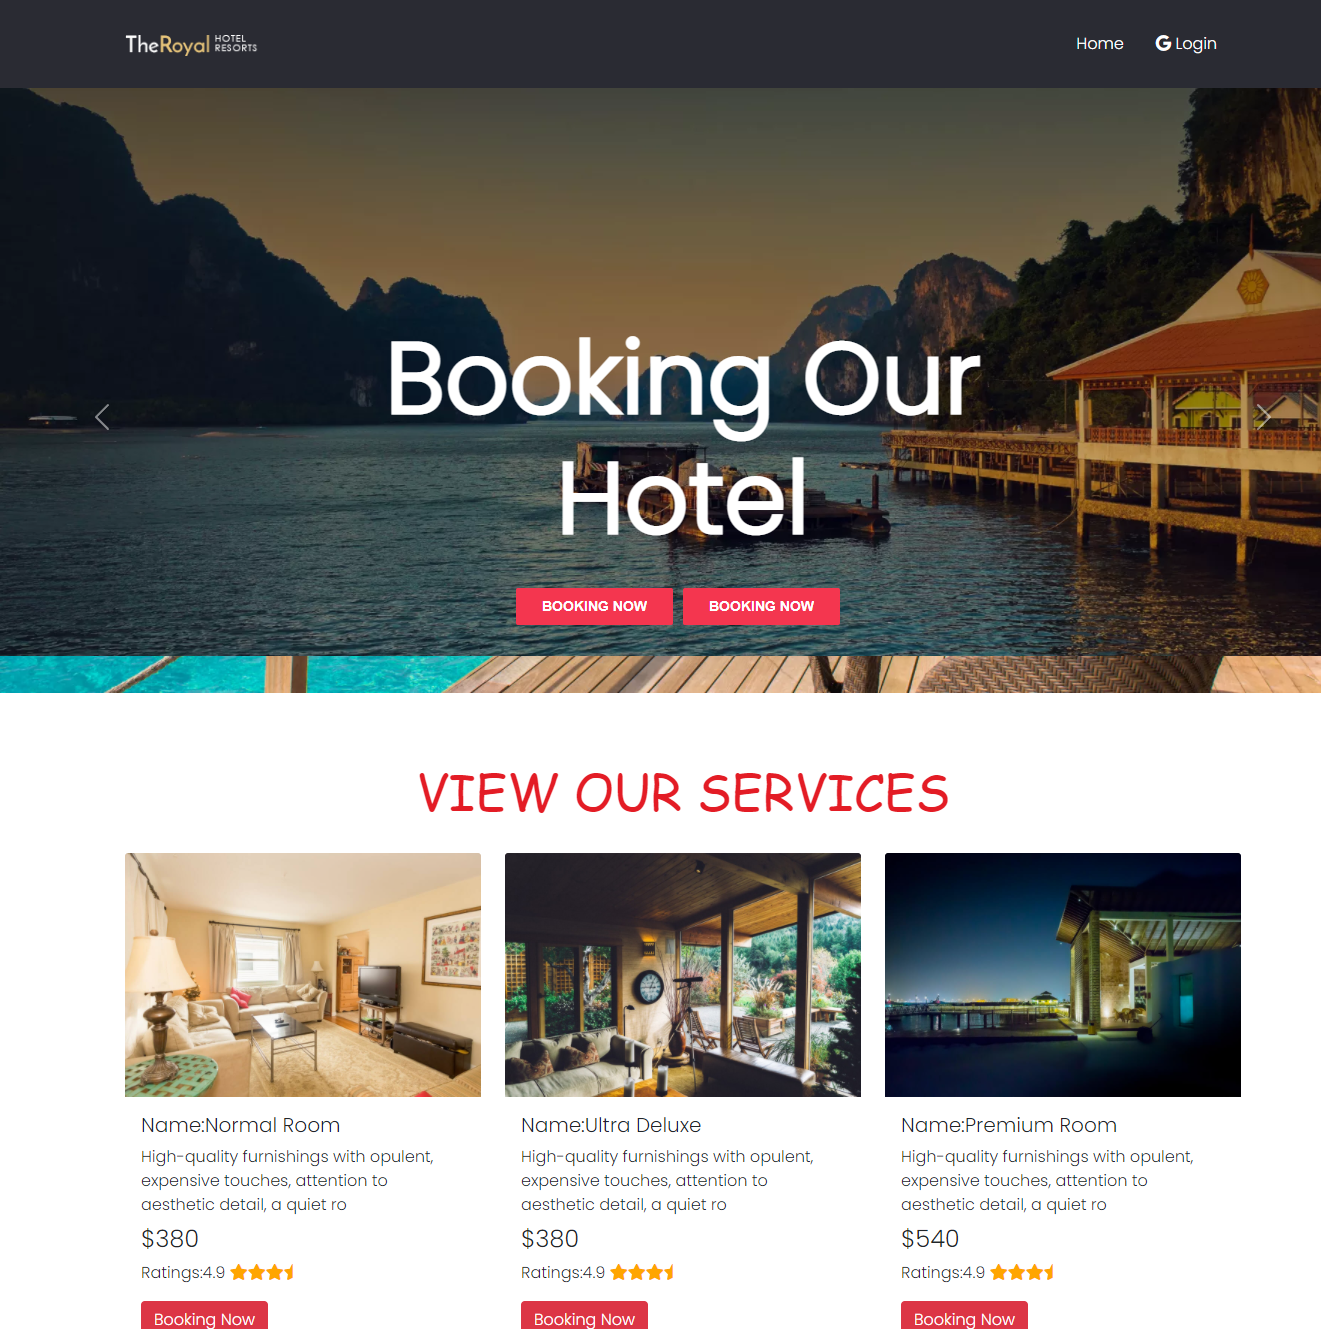 TheRoyal HOTEL RESORTS
Home
G Login
Booking Our
Hotel
BOOKING NOW
BOOKING NOW
VIEW OUR SERVICES
Name:Normal Room
High-quality furnishings with opulent,
expensive touches, attention to
aesthetic detail, a quiet ro
$380
Ratings:4.9
Booking Now
Name:Ultra Deluxe
High-quality furnishings with opulent,
expensive touches, attention to
aesthetic detail, a quiet ro
$380
Ratings:4.9
Booking Now
Name:Premium Room
High-quality furnishings with opulent,
expensive touches, attention to
aesthetic detail, a quiet ro
$540
Ratings:4.9
Booking Now